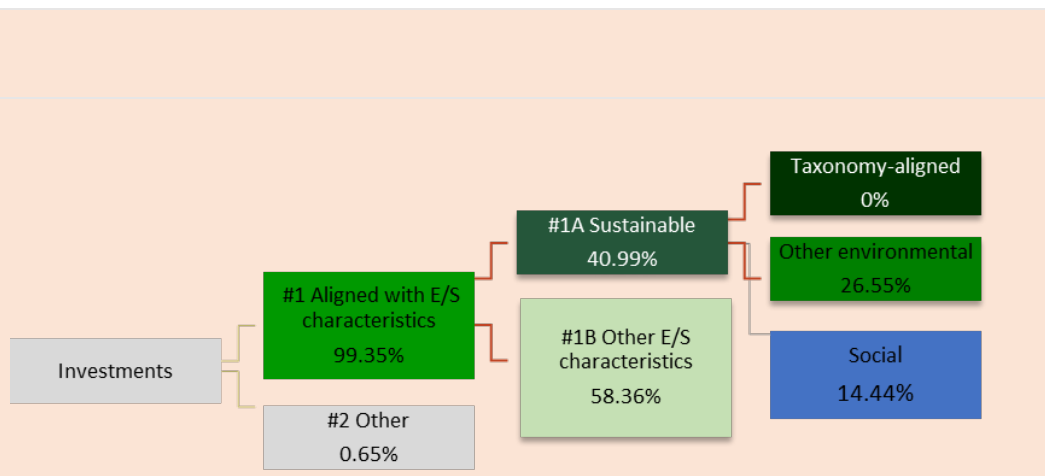 Investments
#1 Aligned with E/S
characteristics
99.35%
#2 Other
0.65%
#1A Sustainable
40.99%
#1B Other E/S
characteristics
58.36%
Taxonomy-aligned
0%
Other environmental
26.55%
Social
14.44%